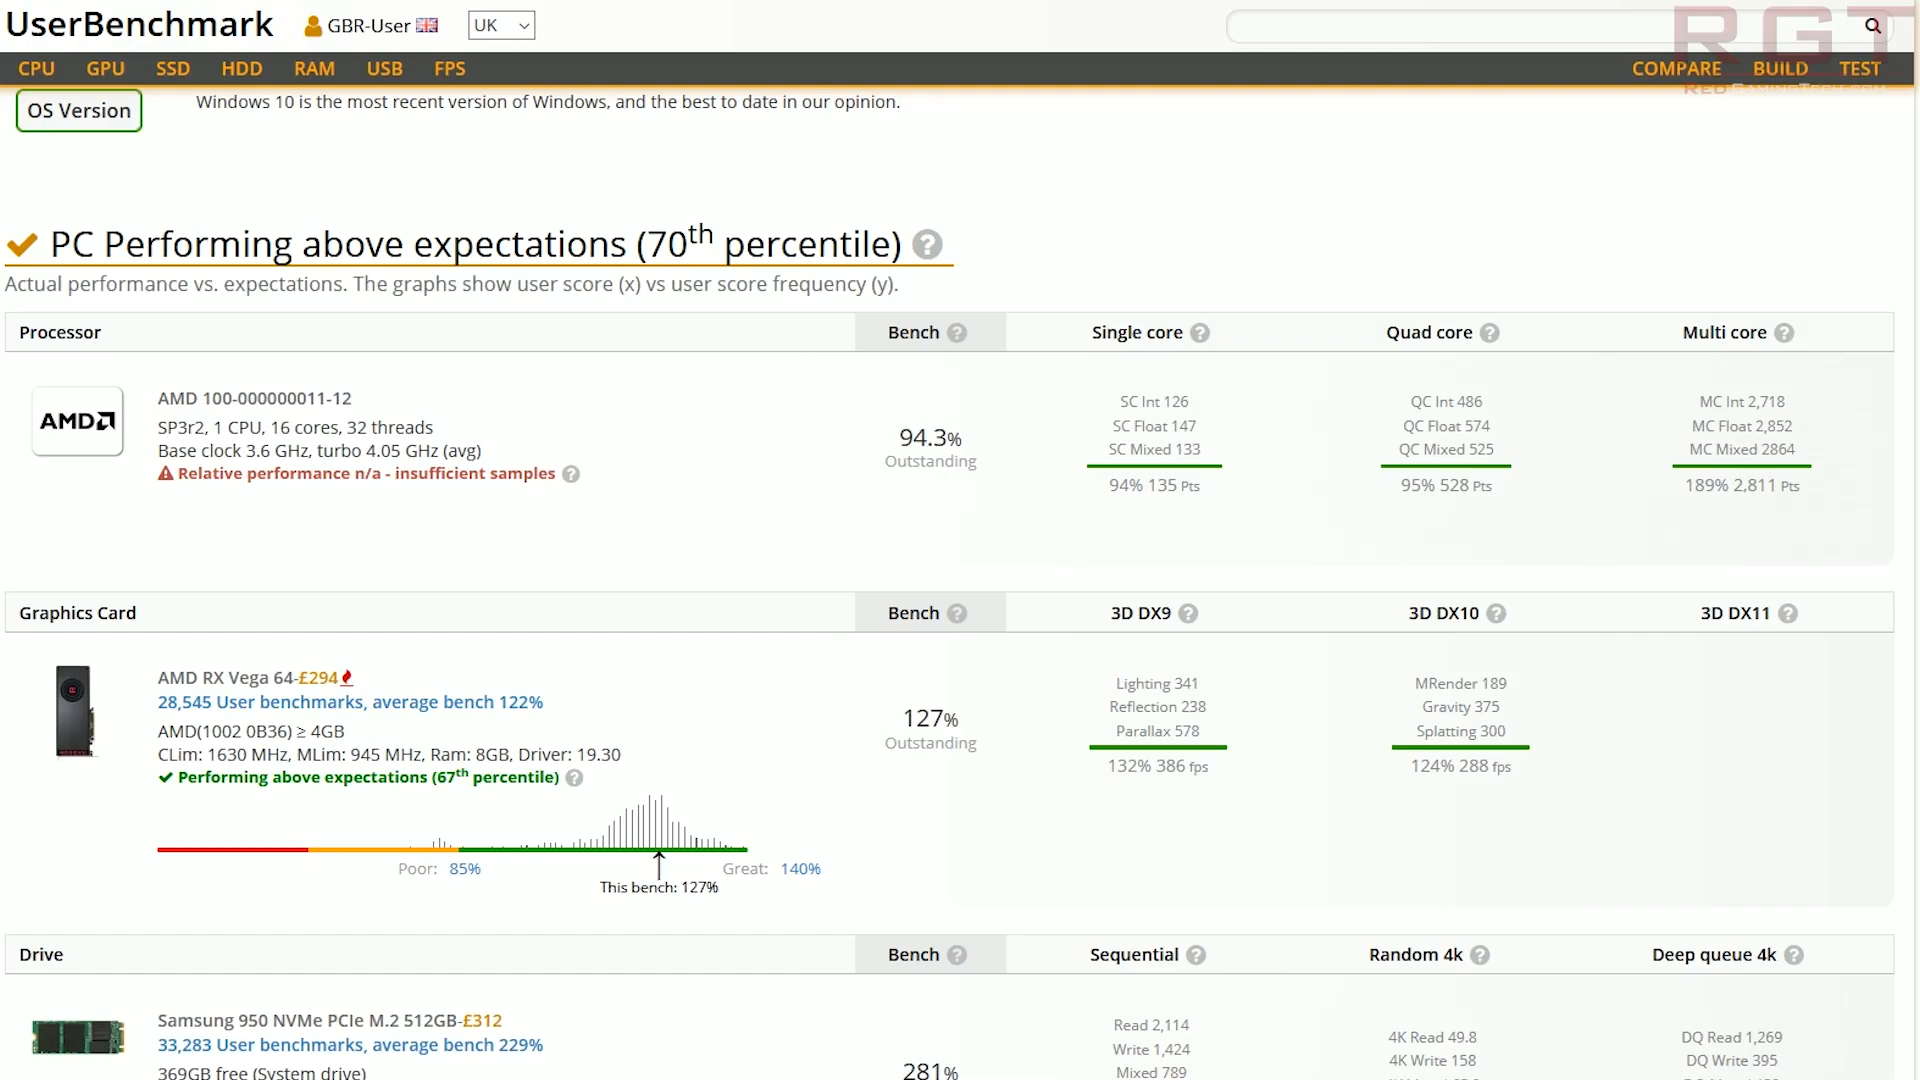 UserBenchmark GBR-User UK
RGT
CPU GPU SSD HDD RAM USB FPS COMPARE BUILD TEST
RED GAMINGTECH.COM
OS Version Windows 10 is the most recent version of Windows, and the best to date in our opinion.
PC Performing above expectations (70th percentile) ?
Actual performance vs. expectations. The graphs show user score (x) vs user score frequency (y).
Processor Bench ? Single core ? Quad core ? Multi core ?
AMD
AMD 100-000000011-12
SP3r2, 1 CPU, 16 cores, 32 threads
Base clock 3.6 GHz, turbo 4.05 GHz (avg)
Relative performance n/a - insufficient samples ?
94.3%
Outstanding
SC Int 126
SC Float 147
SC Mixed 133
94% 135 Pts
QC Int 486
QC Float 574
QC Mixed 525
95% 528 Pts
MC Int 2,718
MC Float 2,852
MC Mixed 2864
189% 2,811 Pts
Graphics Card Bench ? 3D DX9 ? 3D DX10 ? 3D DX11 ?
AMD RX Vega 64-£294
28,545 User benchmarks, average bench 122%
AMD(1002 0B36) ≥ 4GB
CLim: 1630 MHz, MLim: 945 MHz, Ram: 8GB, Driver: 19.30
Performing above expectations (67th percentile) ?
Poor: 85% Great: 140%
This bench: 127%
127%
Outstanding
Lighting 341
Reflection 238
Parallax 578
132% 386 fps
MRender 189
Gravity 375
Splatting 300
124% 288 fps
Drive Bench ? Sequential ? Random 4k ? Deep queue 4k ?
Samsung 950 NVMe PCIe M.2 512GB-£312
33,283 User benchmarks, average bench 229%
369GB free (System drive)
281%
Read 2,114
Write 1,424
Mixed 789
4K Read 49.8
4K Write 158
DQ Read 1,269
DQ Write 395